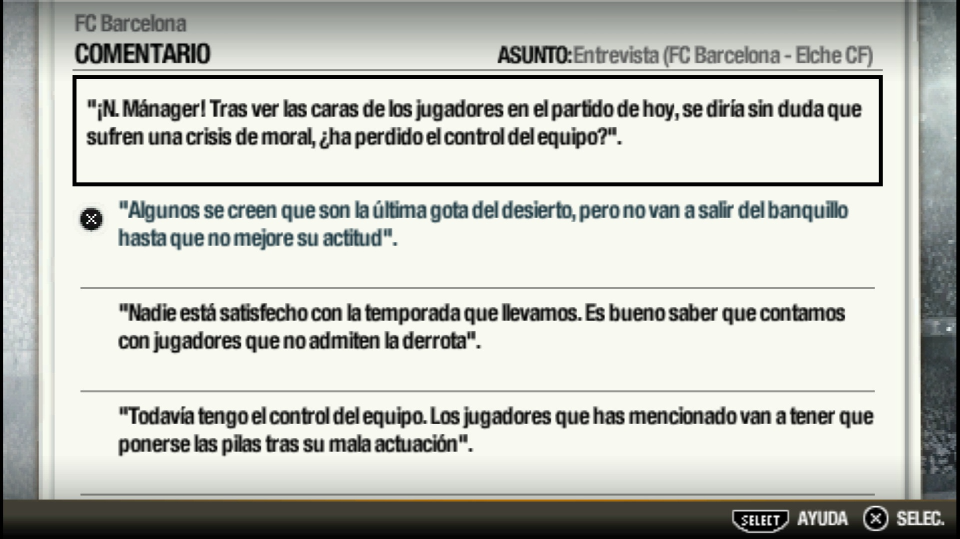 FC Barcelona
COMENTARIO
ASUNTO:Entrevista (FC Barcelona - Elche CF)
"¡N. Mánager! Tras ver las caras de los jugadores en el partido de hoy, se diría sin duda que
sufren una crisis de moral, ¿ha perdido el control del equipo?".
"Algunos se creen que son la última gota del desierto, pero no van a salir del banquillo
hasta que no mejore su actitud".
"Nadie está satisfecho con la temporada que llevamos. Es bueno saber que contamos
con jugadores que no admiten la derrota".
"Todavía tengo el control del equipo. Los jugadores que has mencionado van a tener que
ponerse las pilas tras su mala actuación".
SELECT AYUDA SELEC.